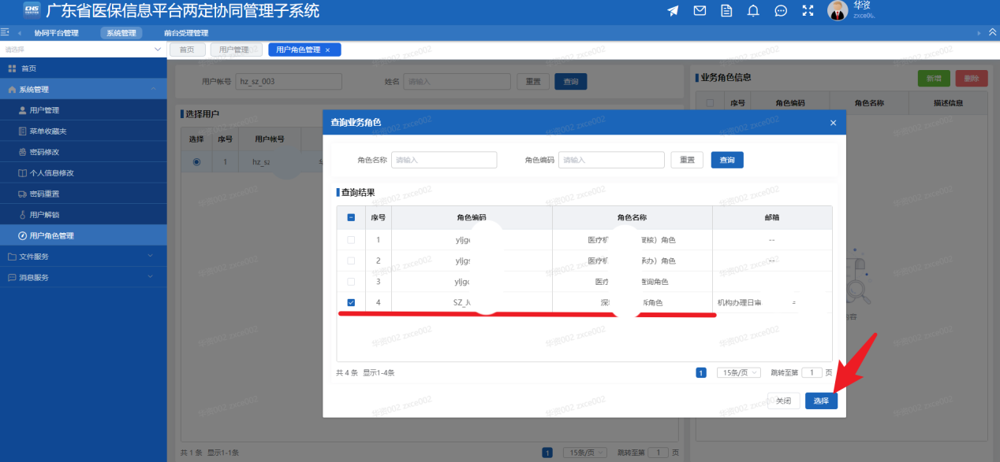 CHS 广东省医保信息平台两定协同管理子系统
华资
zxce0
协同平台管理 系统管理 前台受理管理
请选择
首页 用户管理 用户角色管理 ×
首页
系统管理
用户管理
菜单收藏夹
密码修改
个人信息修改
密码重置
用户解锁
用户角色管理
文件服务
消息服务
用户帐号 hz_sz_003 姓名 请输入 重置 查询
选择用户
选择 序号 用户帐号
1 hz_sz
共 1 条 显示1-1条
1 15条/页 跳转至第 1 页
业务角色信息 新增 删除
序号 角色编码 角色名称 描述信息
查询业务角色 ×
角色名称 请输入 角色编码 请输入 重置 查询
查询结果
序号 角色编码 角色名称 邮箱
1 yljg 医疗机 核）角色 --
2 yljg 医疗机 办）角色 --
3 yljg 医疗 查询角色
4 SZ_J 深 诉角色 机构办理日审
共 4 条 显示1-4条
1 15条/页 跳转至第 1 页
关闭 选择
内容
华资002 zxce002